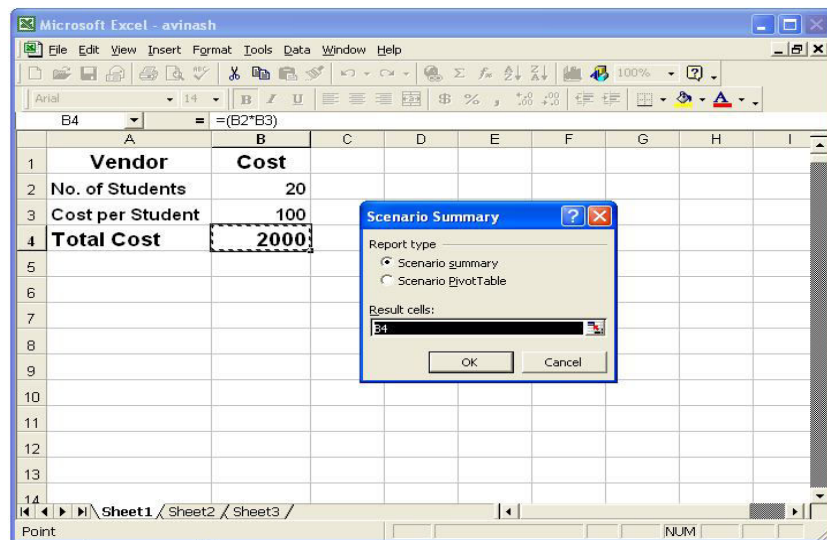 Microsoft Excel - avinash
File Edit View Insert Format Tools Data Window Help
100%
Arial 14 B I U $ % ,
B4 = =(B2*B3)
A B C D E F G H I
1 Vendor Cost
2 No. of Students 20
3 Cost per Student 100
4 Total Cost 2000
5
6
7
8
9
10
11
12
13
14
Scenario Summary
Report type
Scenario summary
Scenario PivotTable
Result cells:
B4
OK Cancel
Sheet1 / Sheet2 / Sheet3 /
Point NUM